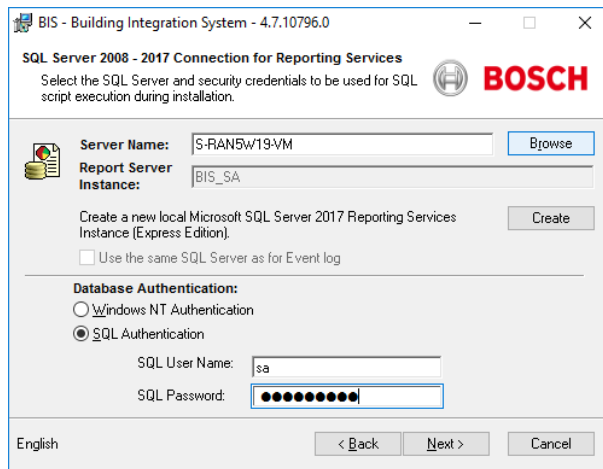 BIS - Building Integration System - 4.7.10796.0
SQL Server 2008 - 2017 Connection for Reporting Services
Select the SQL Server and security credentials to be used for SQL
script execution during installation.
BOSCH
Server Name: S-RAN5W19-VM Browse
Report Server
Instance: BIS_SA
Create a new local Microsoft SQL Server 2017 Reporting Services
Instance (Express Edition). Create
Use the same SQL Server as for Event log
Database Authentication:
Windows NT Authentication
SQL Authentication
SQL User Name: sa
SQL Password: ●●●●●●●●●
English < Back Next > Cancel